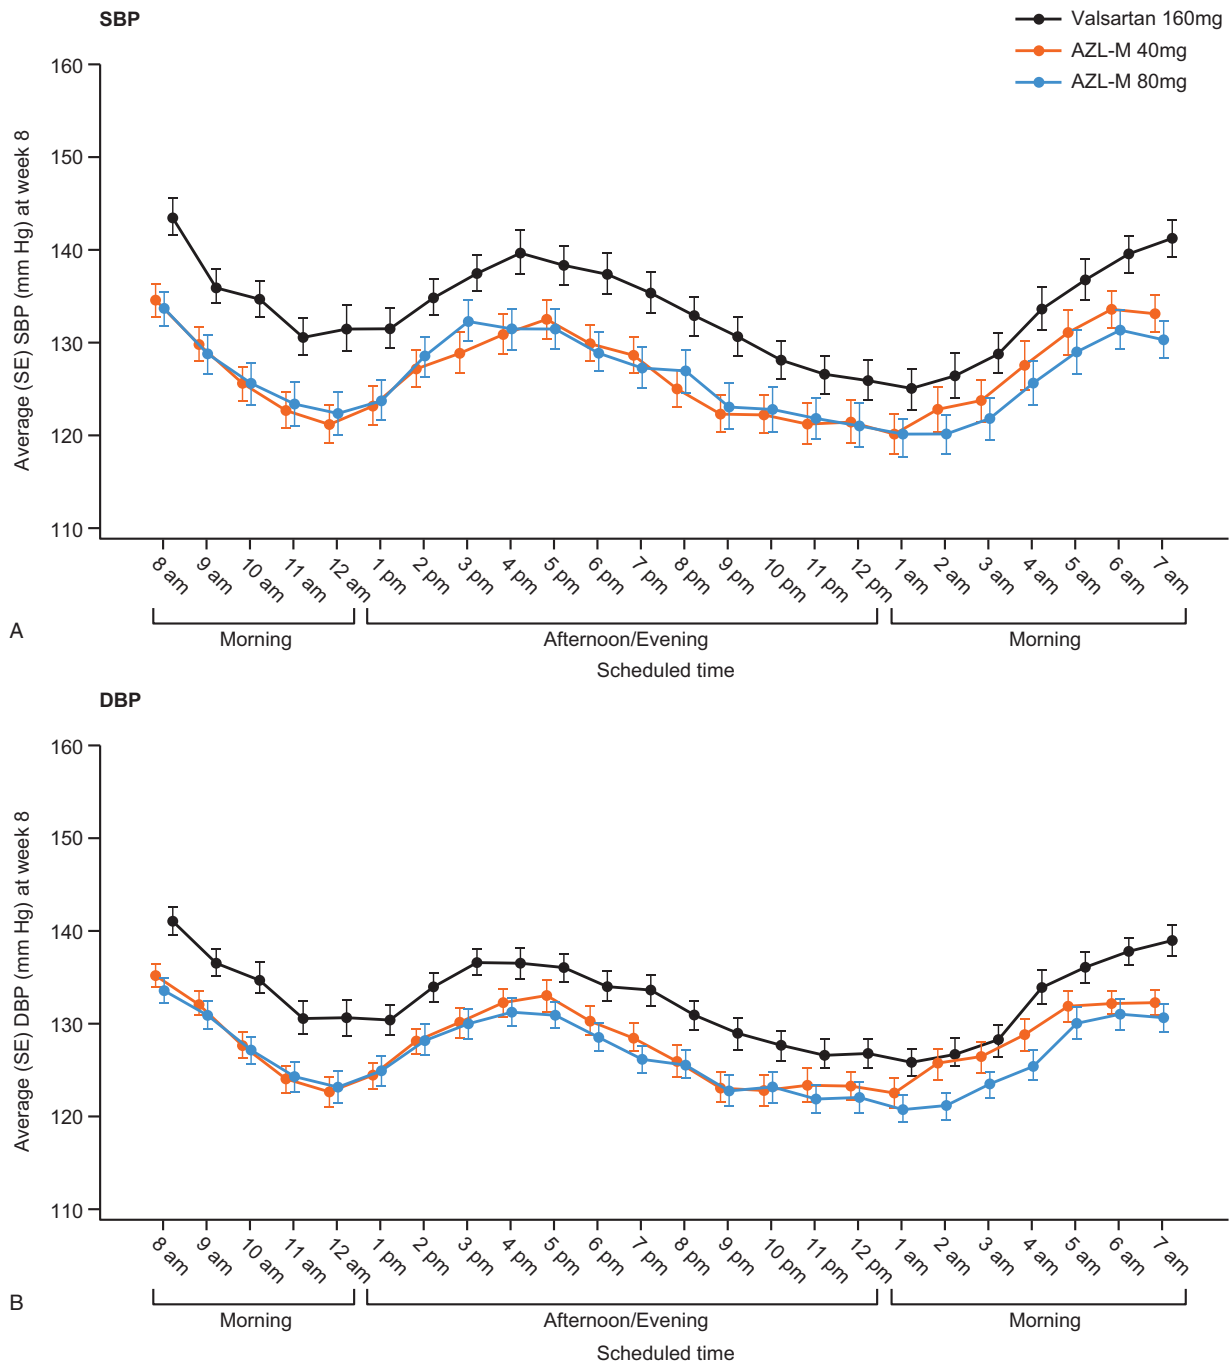 SBP
Valsartan 160mg
AZL-M 40mg
AZL-M 80mg
Average (SE) SBP (mm Hg) at week 8
160
150
140
130
120
110
8 am 9 am 10 am 11 am 12 am 1 pm 2 pm 3 pm 4 pm 5 pm 6 pm 7 pm 8 pm 9 pm 10 pm 11 pm 12 pm 1 am 2 am 3 am 4 am 5 am 6 am 7 am
A
Morning Afternoon/Evening Morning
Scheduled time
DBP
Average (SE) DBP (mm Hg) at week 8
160
150
140
130
120
110
8 am 9 am 10 am 11 am 12 am 1 pm 2 pm 3 pm 4 pm 5 pm 6 pm 7 pm 8 pm 9 pm 10 pm 11 pm 12 pm 1 am 2 am 3 am 4 am 5 am 6 am 7 am
B
Morning Afternoon/Evening Morning
Scheduled time